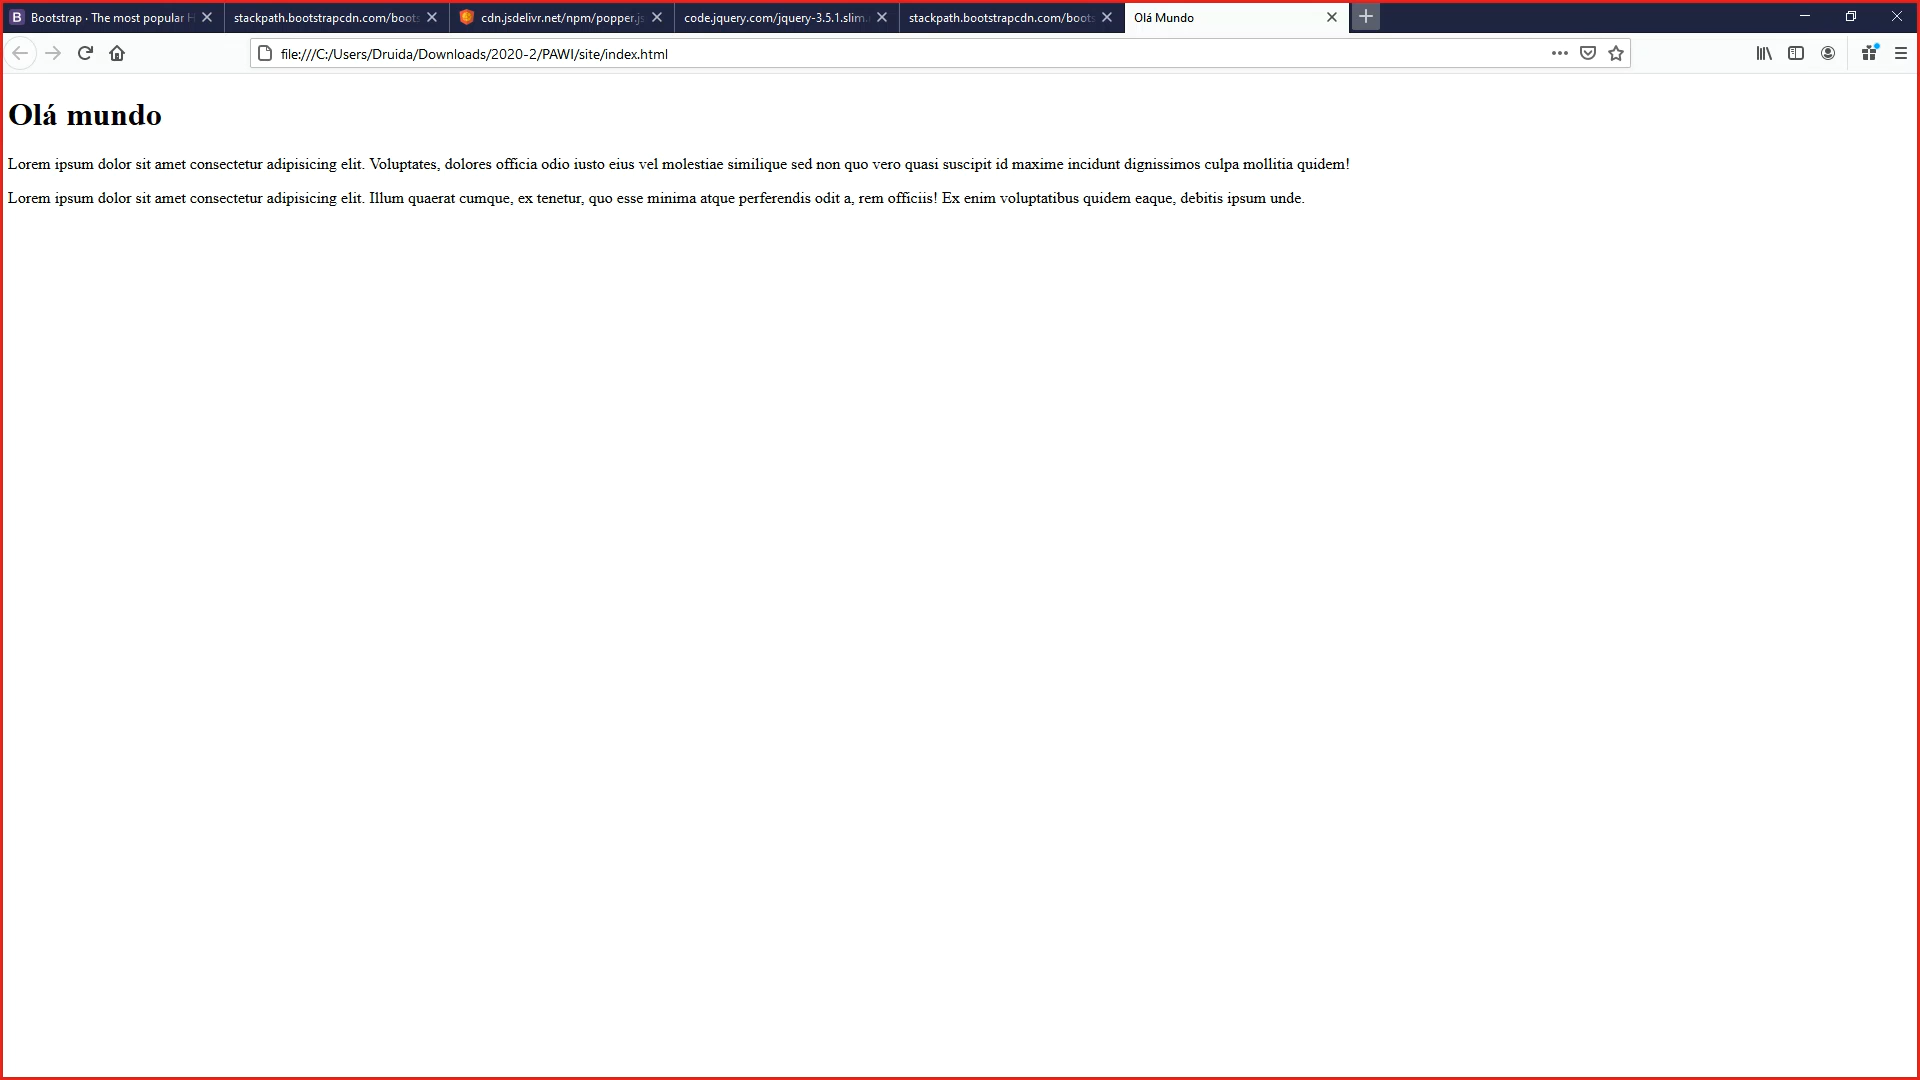 Bootstrap · The most popular H
stackpath.bootstrapcdn.com/boots
cdn.jsdelivr.net/npm/popper.js
code.jquery.com/jquery-3.5.1.slim.
stackpath.bootstrapcdn.com/boots
Olá Mundo
file:///C:/Users/Druida/Downloads/2020-2/PAWI/site/index.html
Olá mundo
Lorem ipsum dolor sit amet consectetur adipisicing elit. Voluptates, dolores officia odio iusto eius vel molestiae similique sed non quo vero quasi suscipit id maxime incidunt dignissimos culpa mollitia quidem!
Lorem ipsum dolor sit amet consectetur adipisicing elit. Illum quaerat cumque, ex tenetur, quo esse minima atque perferendis odit a, rem officiis! Ex enim voluptatibus quidem eaque, debitis ipsum unde.